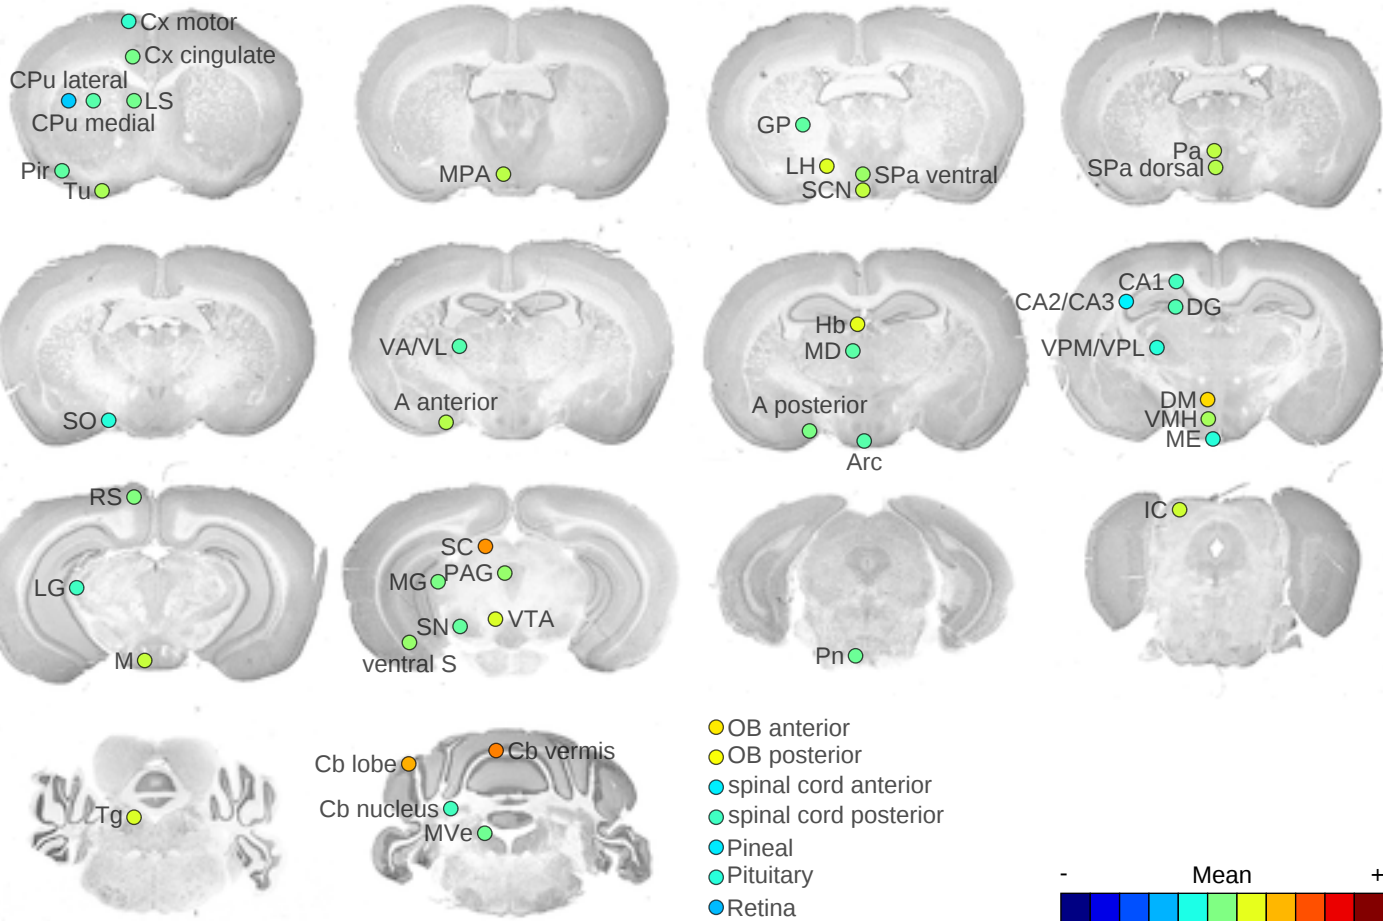 Cx motor
Cx cingulate
CPu lateral
LS
CPu medial
Pir
Tu
MPA
GP
LH
SPa ventral
SCN
Pa
SPa dorsal
SO
VA/VL
A anterior
Hb
MD
A posterior
Arc
CA1
CA2/CA3
DG
VPM/VPL
DM
VMH
ME
RS
LG
M
SC
MG
PAG
SN
VTA
ventral S
Pn
IC
Tg
Cb lobe
Cb vermis
Cb nucleus
MVe
OB anterior
OB posterior
spinal cord anterior
spinal cord posterior
Pineal
Pituitary
Retina
- Mean +